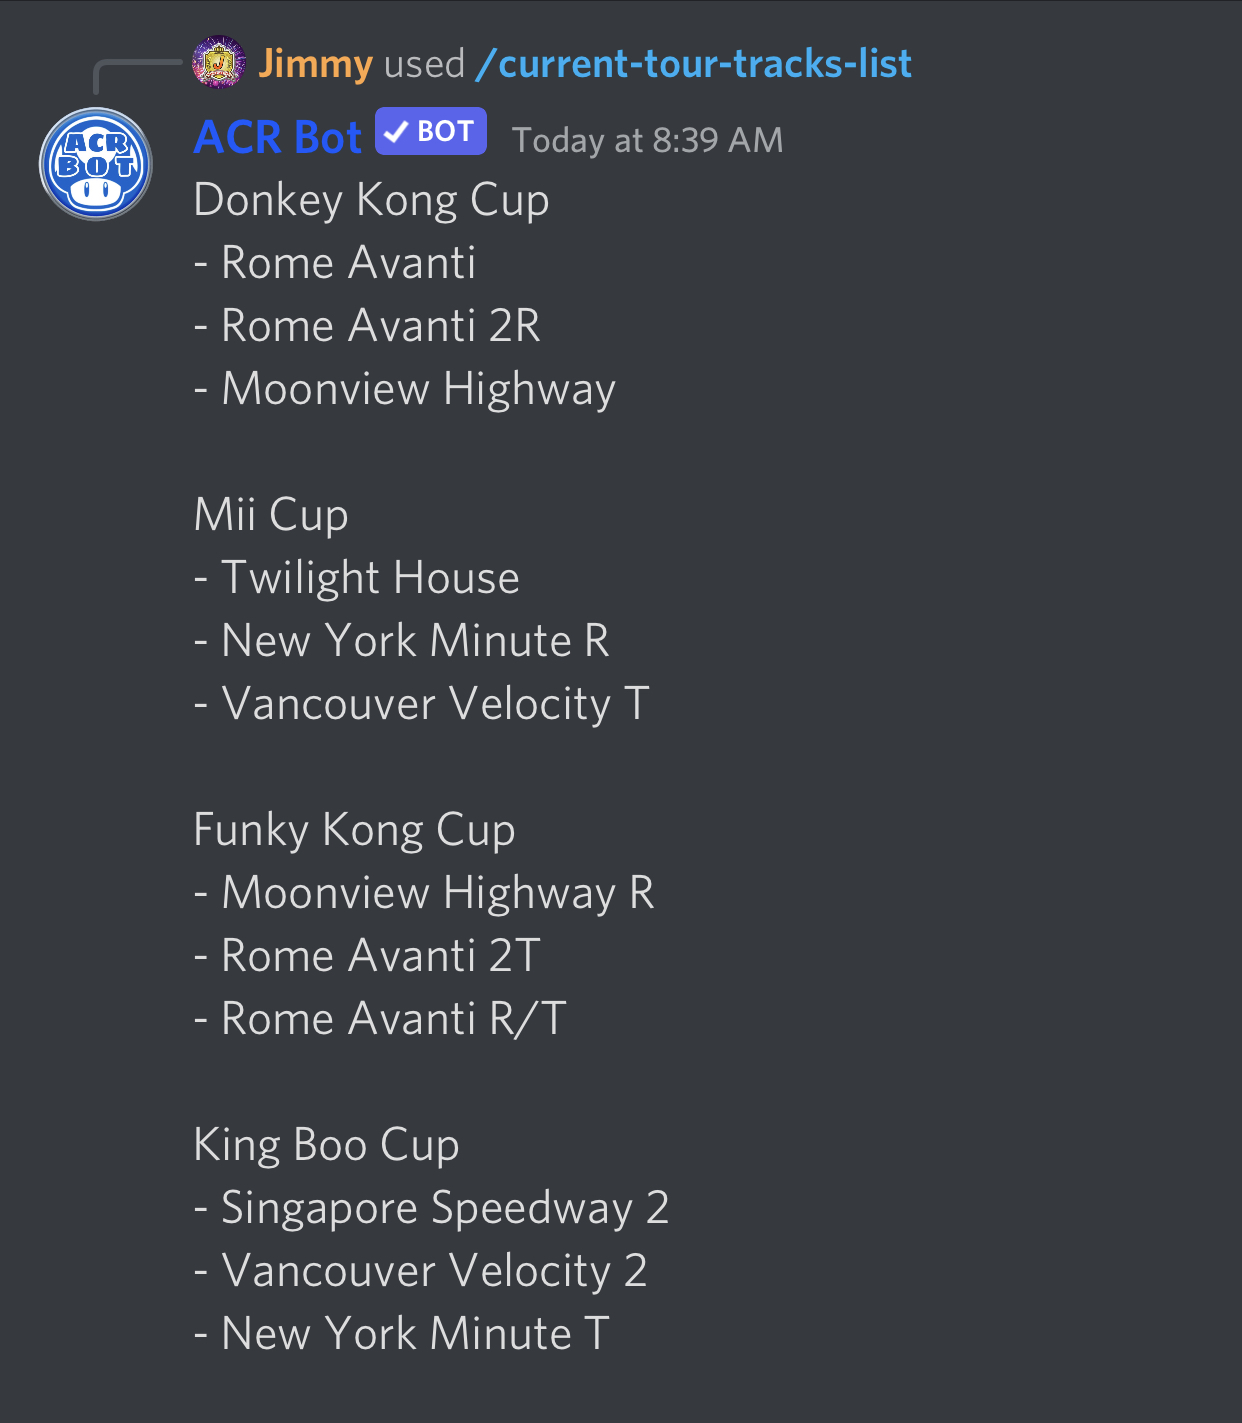 Jimmy used /current-tour-tracks-list
ACR BOT
ACR Bot BOT Today at 8:39 AM
Donkey Kong Cup
- Rome Avanti
- Rome Avanti 2R
- Moonview Highway
Mii Cup
- Twilight House
- New York Minute R
- Vancouver Velocity T
Funky Kong Cup
- Moonview Highway R
- Rome Avanti 2T
- Rome Avanti R/T
King Boo Cup
- Singapore Speedway 2
- Vancouver Velocity 2
- New York Minute T